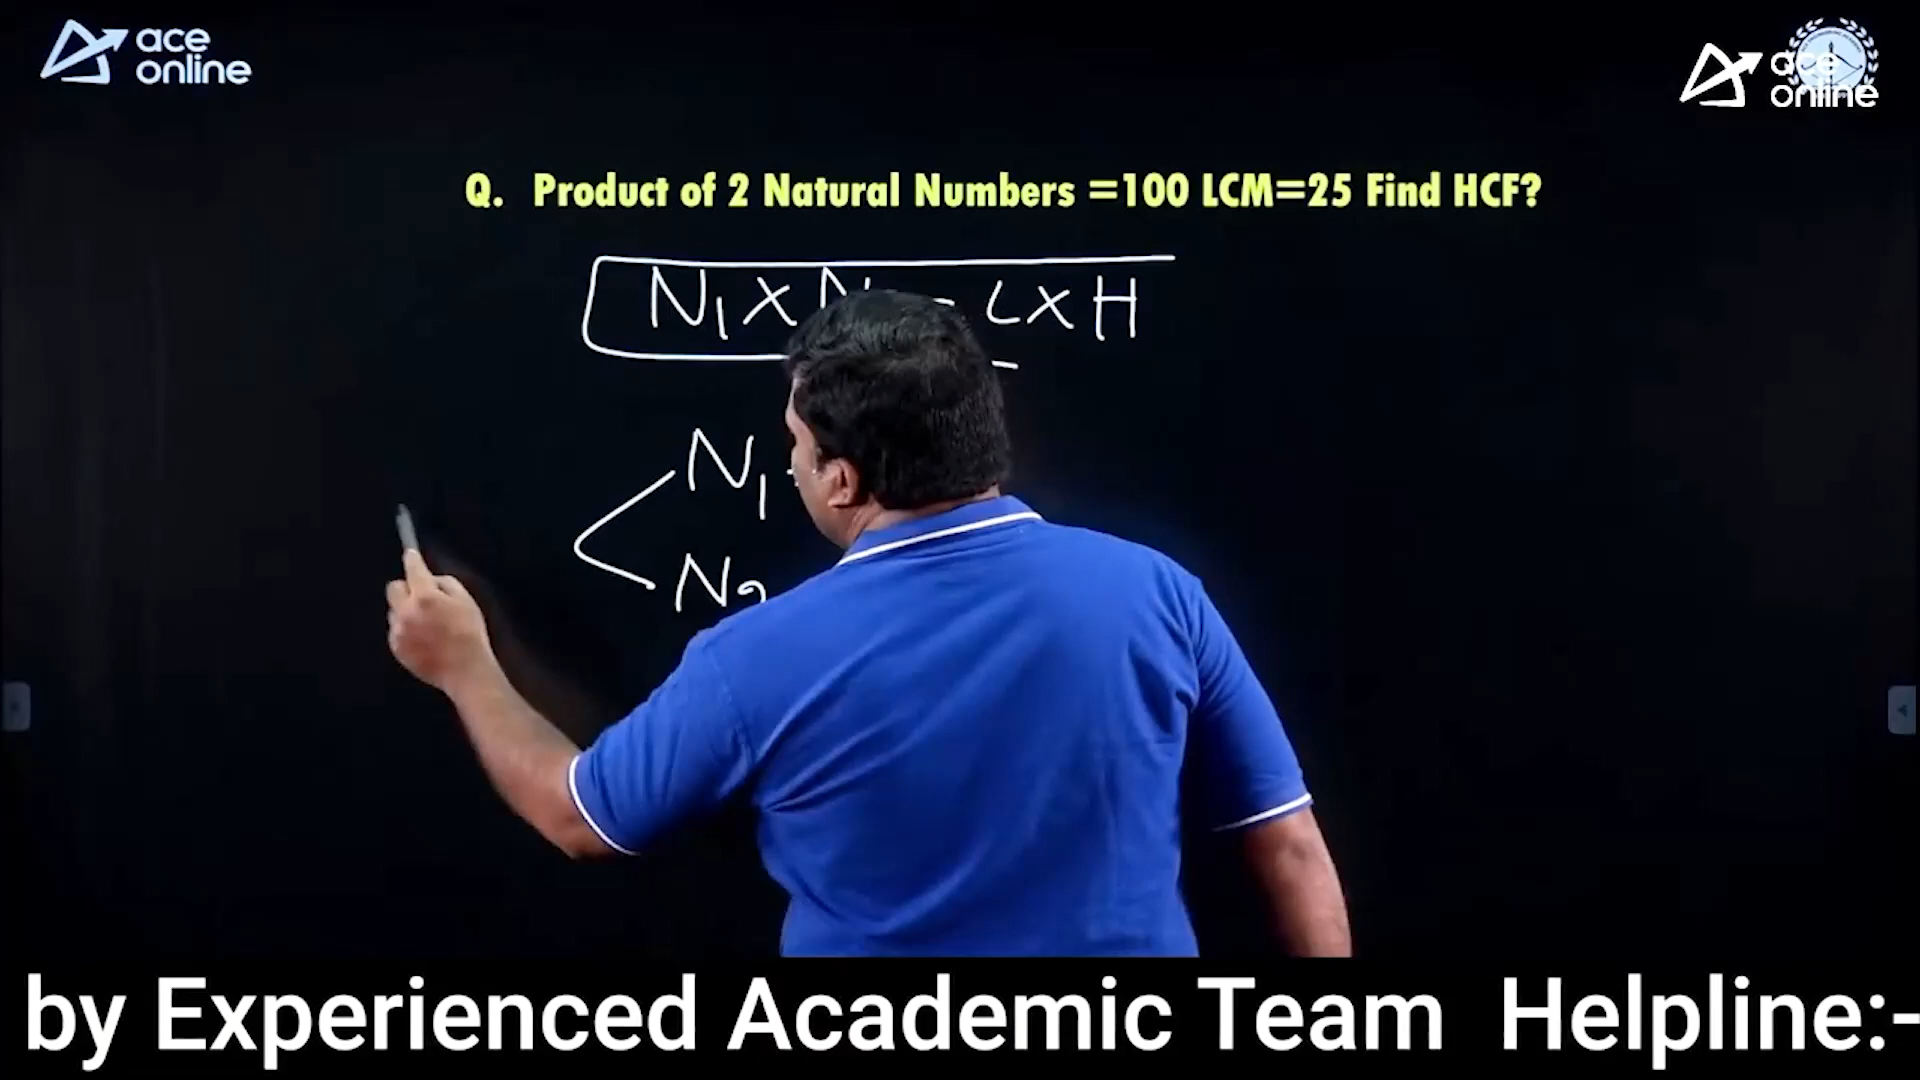 ace
online
ace
online
Q. Product of 2 Natural Numbers =100 LCM=25 Find HCF?
N₁ X N L X H
N₁
N₂
by Experienced Academic Team Helpline:-